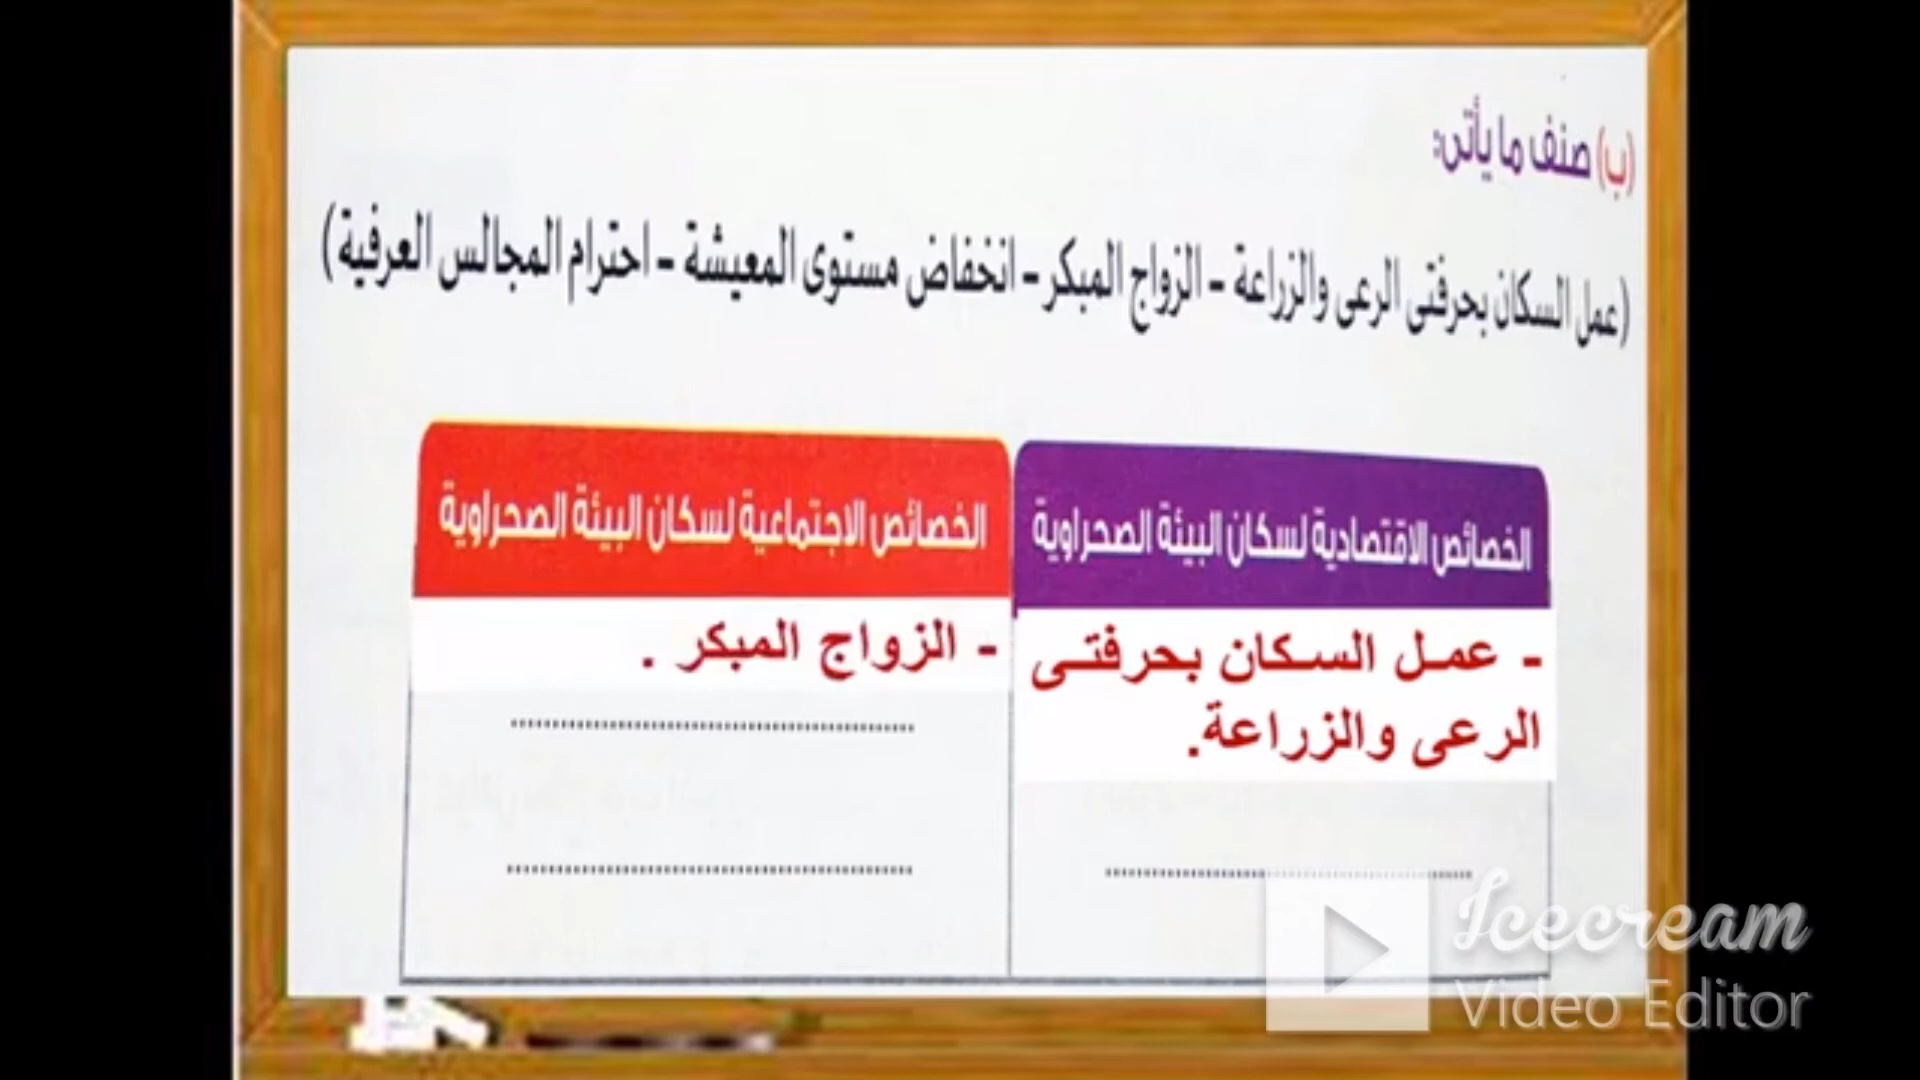 (ب) صنف ما يأتى:
(عمل السكان بحرفتى الرعى والزراعة - الزواج المبكر - انخفاض مستوى المعيشة - احترام المجالس العرفية)
الخصائص الاقتصادية لسكان البيئة الصحراوية
- عمل السكان بحرفتى
الرعى والزراعة.
الخصائص الاجتماعية لسكان البيئة الصحراوية
- الزواج المبكر .
Icecream
Video Editor